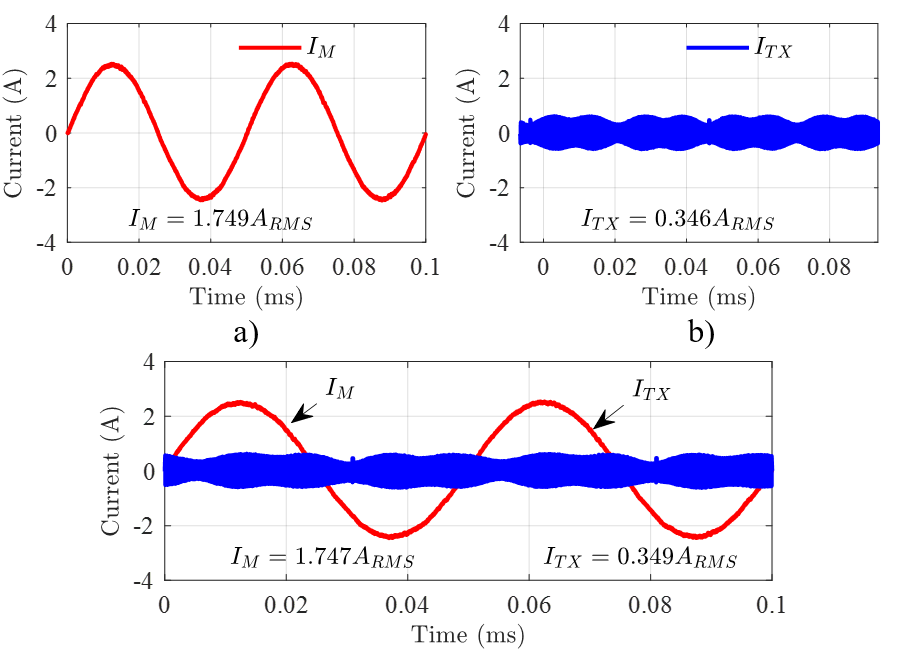 4
2
0
-2
-4
Current (A)
I_M
I_M = 1.749A_RMS
0 0.02 0.04 0.06 0.08 0.1
Time (ms)
a)
4
2
0
-2
-4
Current (A)
I_TX
I_TX = 0.346A_RMS
0 0.02 0.04 0.06 0.08
Time (ms)
b)
4
2
0
-2
-4
Current (A)
I_M
I_TX
I_M = 1.747A_RMS
I_TX = 0.349A_RMS
0 0.02 0.04 0.06 0.08 0.1
Time (ms)